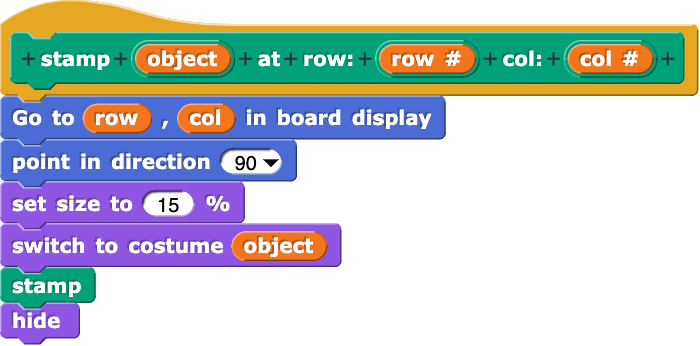 + stamp + object + at + row: + row # + col: + col # +
Go to row , col in board display
point in direction 90
set size to 15 %
switch to costume object
stamp
hide